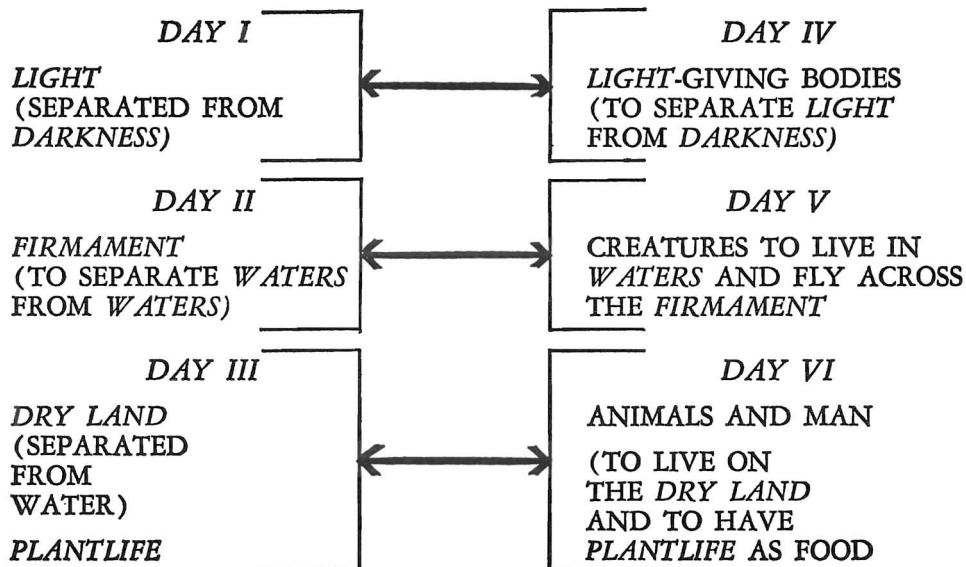 DAY I
LIGHT
(SEPARATED FROM
DARKNESS)
DAY IV
LIGHT-GIVING BODIES
(TO SEPARATE LIGHT
FROM DARKNESS)
DAY II
FIRMAMENT
(TO SEPARATE WATERS
FROM WATERS)
DAY V
CREATURES TO LIVE IN
WATERS AND FLY ACROSS
THE FIRMAMENT
DAY III
DRY LAND
(SEPARATED
FROM
WATER)
PLANTLIFE
DAY VI
ANIMALS AND MAN
(TO LIVE ON
THE DRY LAND
AND TO HAVE
PLANTLIFE AS FOOD